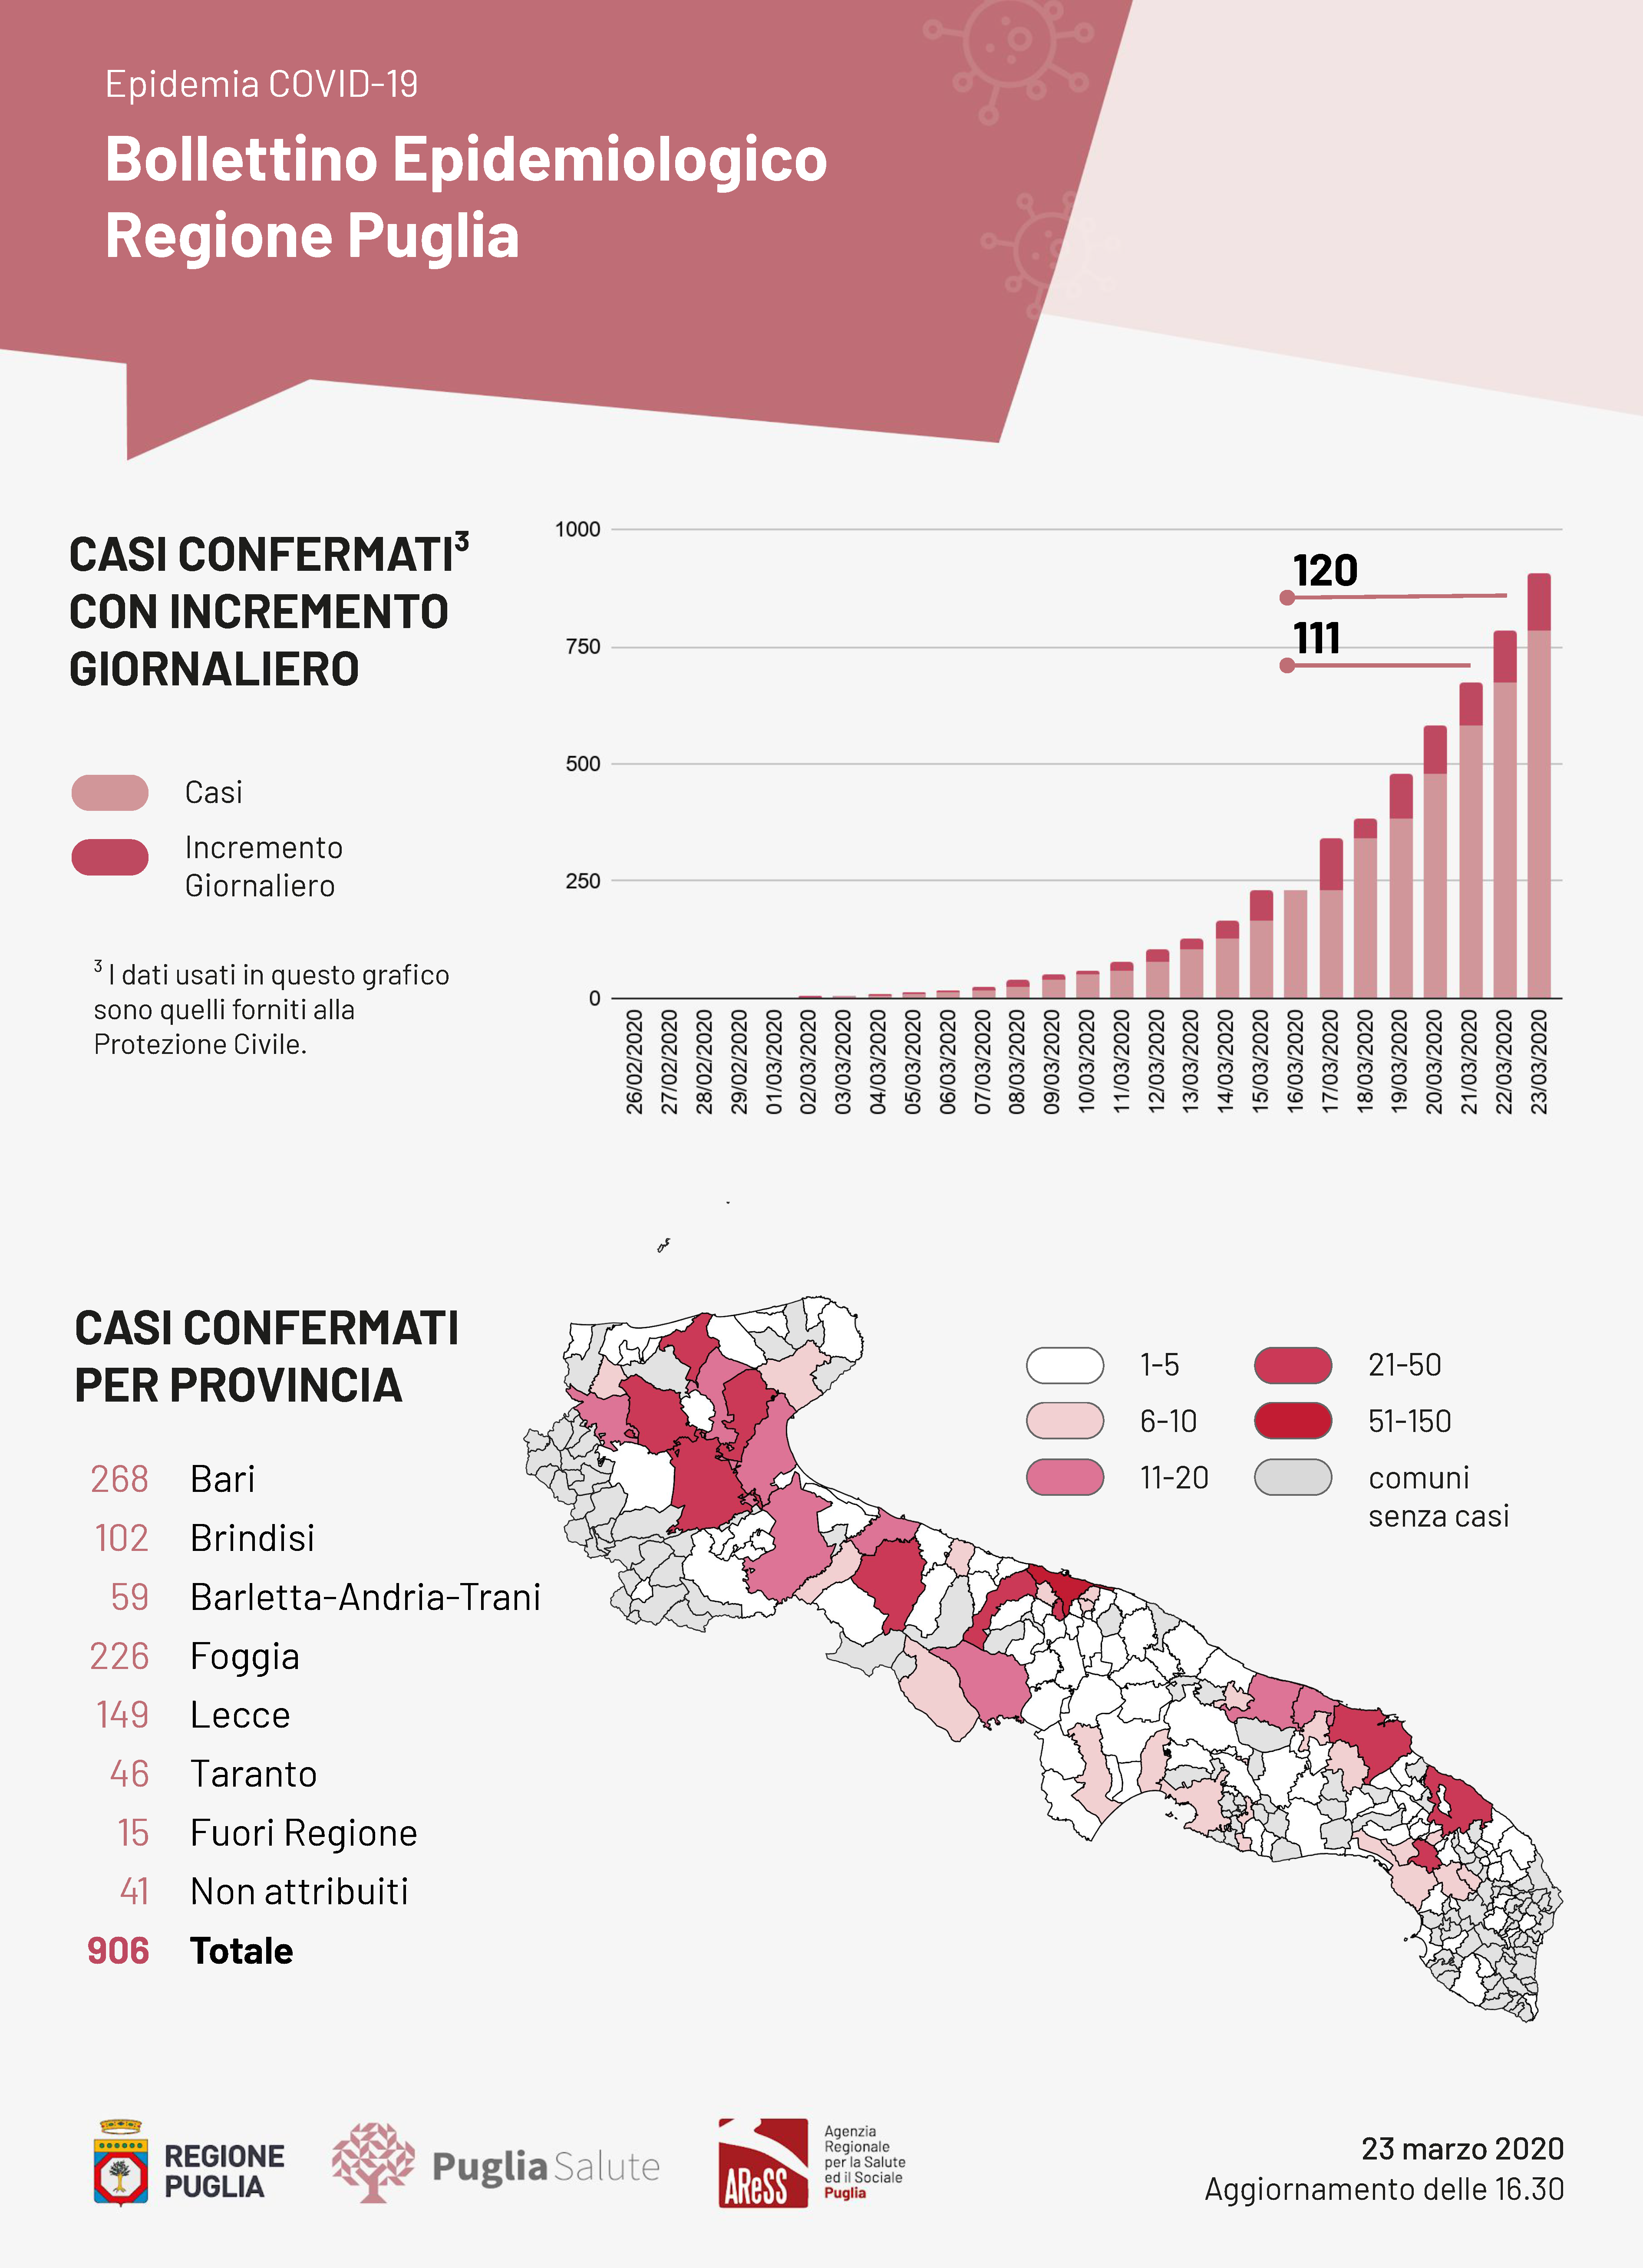 Epidemia COVID-19
Bollettino Epidemiologico
Regione Puglia
CASI CONFERMATI³
CON INCREMENTO
GIORNALIERO
Casi
Incremento
Giornaliero
³ I dati usati in questo grafico
sono quelli forniti alla
Protezione Civile.
1000
750
500
250
0
120
111
26/02/2020
27/02/2020
28/02/2020
29/02/2020
01/03/2020
02/03/2020
03/03/2020
04/03/2020
05/03/2020
06/03/2020
07/03/2020
08/03/2020
09/03/2020
10/03/2020
11/03/2020
12/03/2020
13/03/2020
14/03/2020
15/03/2020
16/03/2020
17/03/2020
18/03/2020
19/03/2020
20/03/2020
21/03/2020
22/03/2020
23/03/2020
CASI CONFERMATI
PER PROVINCIA
268 Bari
102 Brindisi
59 Barletta-Andria-Trani
226 Foggia
149 Lecce
46 Taranto
15 Fuori Regione
41 Non attribuiti
906 Totale
1-5
6-10
11-20
21-50
51-150
comuni
senza casi
REGIONE
PUGLIA
PugliaSalute
AReSS
Agenzia
Regionale
per la Salute
ed il Sociale
Puglia
23 marzo 2020
Aggiornamento delle 16.30